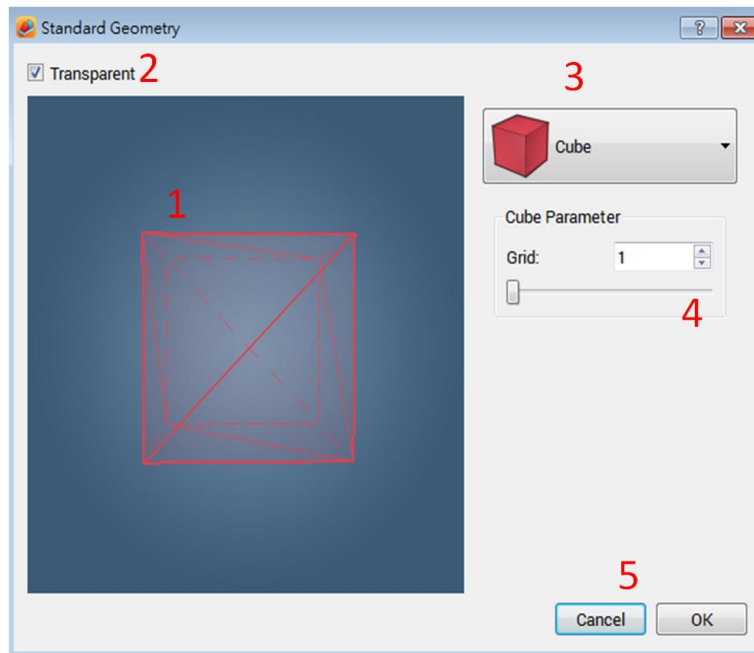 Standard Geometry
Transparent 2
3
Cube
1
Cube Parameter
Grid: 1
4
5
Cancel OK